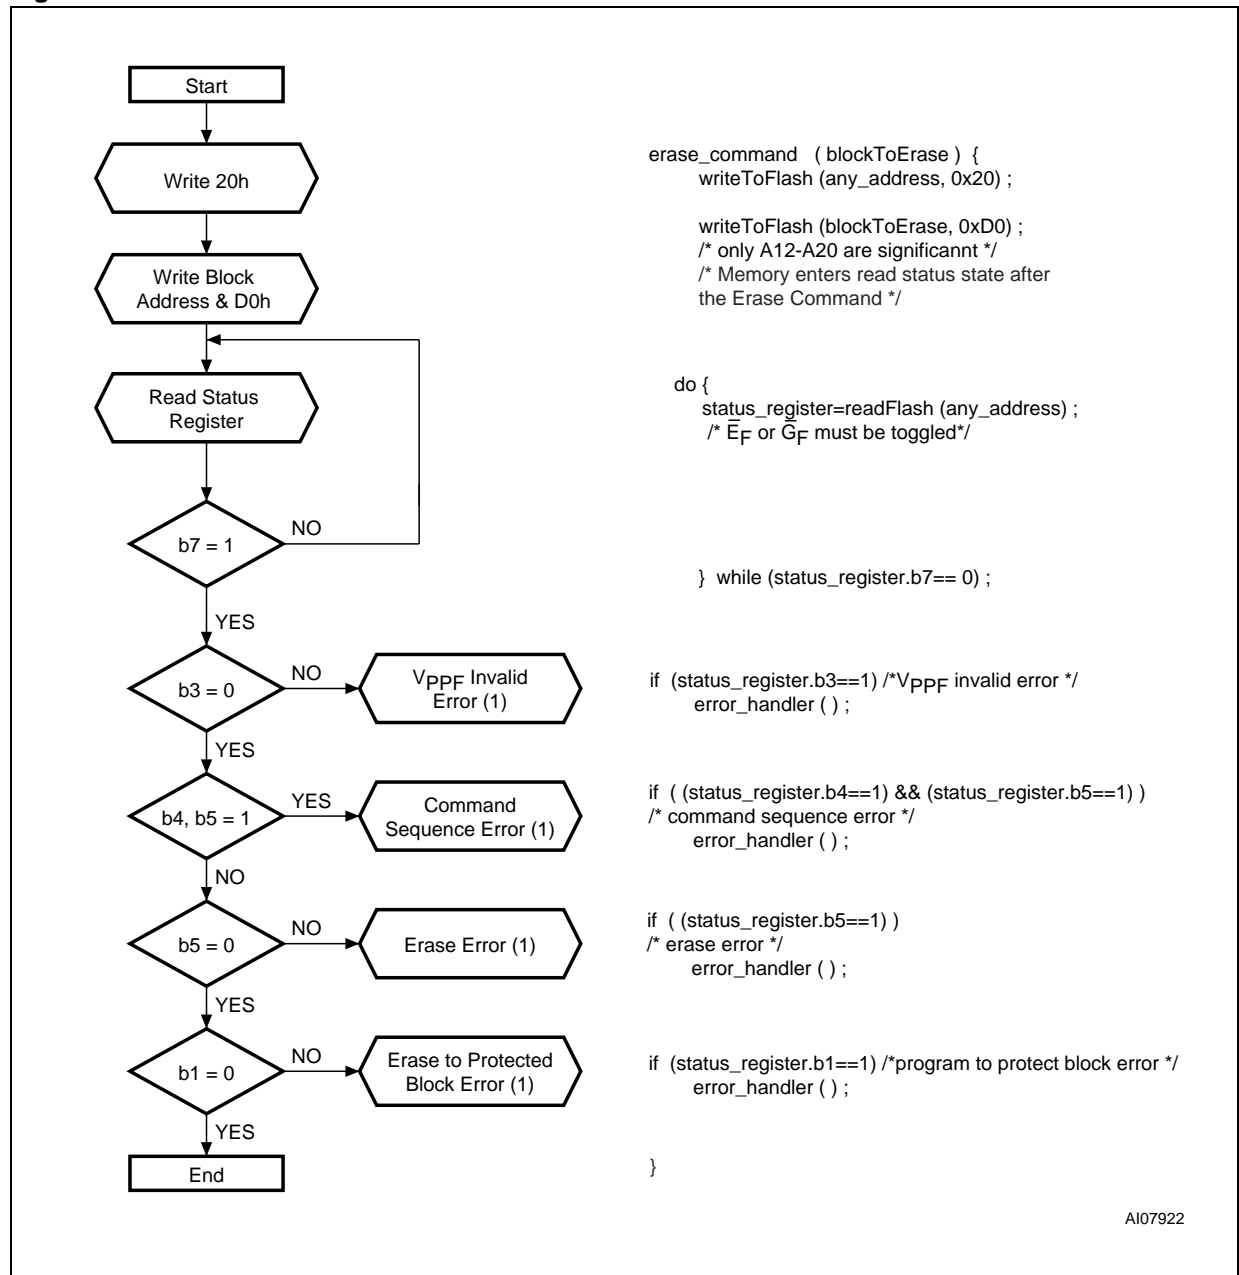 Start
Write 20h
Write Block
Address & D0h
Read Status
Register
b7 = 1
NO
YES
b3 = 0
NO
VPPF Invalid
Error (1)
YES
b4, b5 = 1
YES
Command
Sequence Error (1)
NO
b5 = 0
NO
Erase Error (1)
YES
b1 = 0
NO
Erase to Protected
Block Error (1)
YES
End
erase_command ( blockToErase ) {
writeToFlash (any_address, 0x20) ;
writeToFlash (blockToErase, 0xD0) ;
/* only A12-A20 are significannt */
/* Memory enters read status state after
the Erase Command */
do {
status_register=readFlash (any_address) ;
/* E̅F or G̅F must be toggled*/
} while (status_register.b7== 0) ;
if (status_register.b3==1) /*VPPF invalid error */
error_handler ( ) ;
if ( (status_register.b4==1) && (status_register.b5==1) )
/* command sequence error */
error_handler ( ) ;
if ( (status_register.b5==1) )
/* erase error */
error_handler ( ) ;
if (status_register.b1==1) /*program to protect block error */
error_handler ( ) ;
}
AI07922